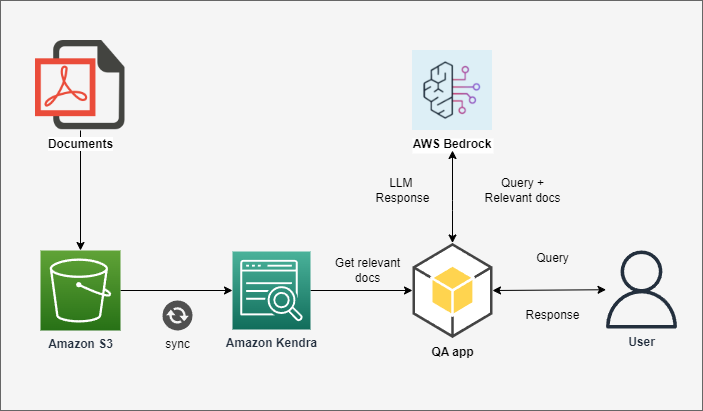 Documents
AWS Bedrock
LLM
Response
Query +
Relevant docs
Get relevant
docs
Query
Response
sync
Amazon S3
Amazon Kendra
QA app
User